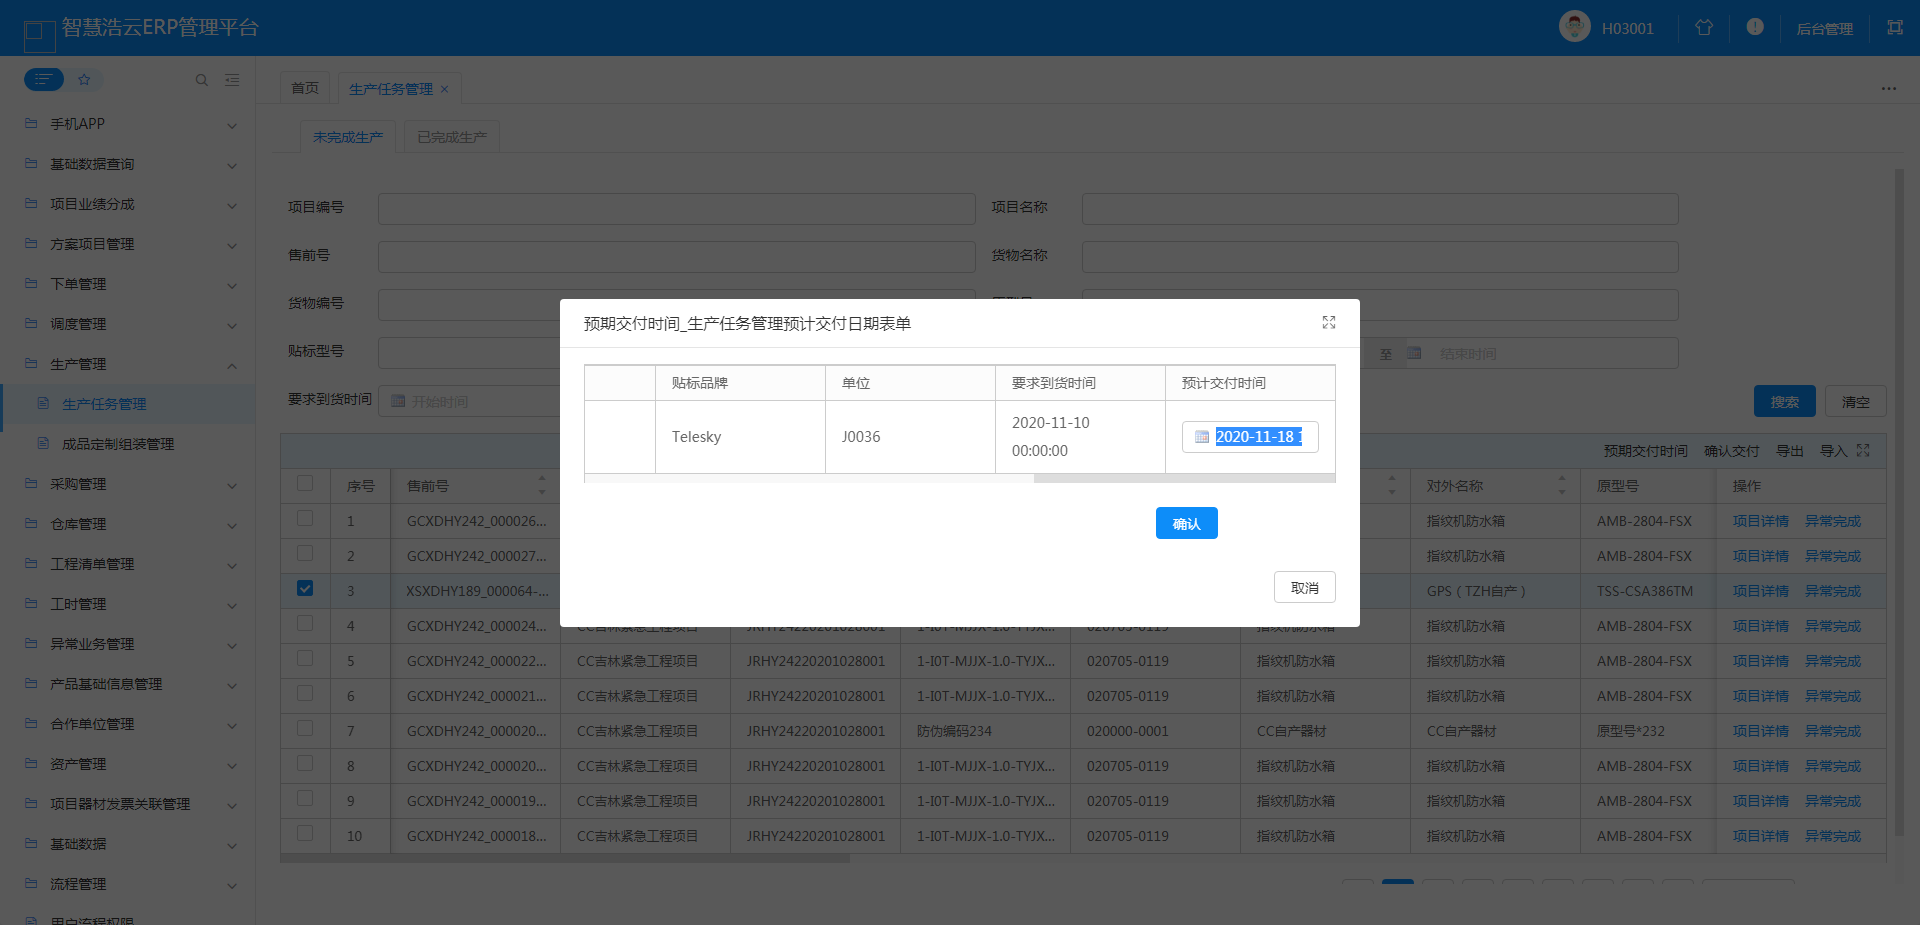 智慧浩云ERP管理平台
H03001
后台管理
首页
生产任务管理
手机APP
基础数据查询
项目业绩分成
方案项目管理
下单管理
调度管理
生产管理
生产任务管理
成品定制组装管理
采购管理
仓库管理
工程清单管理
工时管理
异常业务管理
产品基础信息管理
合作单位管理
资产管理
项目器材发票关联管理
基础数据
流程管理
用户流程权限
未完成生产 已完成生产
项目编号 项目名称
售前号 货物名称
货物编号
贴标型号 至 结束时间
要求到货时间 开始时间 搜索 清空
预期交付时间 确认交付 导出 导入
序号 售前号 对外名称 原型号 操作
1 GCXDHY242_000026... 指纹机防水箱 AMB-2804-FSX 项目详情 异常完成
2 GCXDHY242_000027... 指纹机防水箱 AMB-2804-FSX 项目详情 异常完成
3 XSXDHY189_000064-... GPS（TZH自产） TSS-CSA386TM 项目详情 异常完成
4 GCXDHY242_000024... CC吉林紧急工程项目 JRHY24220201028001 1-I0T-MJJX-1.0-TYJX... 020705-0119 指纹机防水箱 指纹机防水箱 AMB-2804-FSX 项目详情 异常完成
5 GCXDHY242_000022... CC吉林紧急工程项目 JRHY24220201028001 1-I0T-MJJX-1.0-TYJX... 020705-0119 指纹机防水箱 指纹机防水箱 AMB-2804-FSX 项目详情 异常完成
6 GCXDHY242_000021... CC吉林紧急工程项目 JRHY24220201028001 1-I0T-MJJX-1.0-TYJX... 020705-0119 指纹机防水箱 指纹机防水箱 AMB-2804-FSX 项目详情 异常完成
7 GCXDHY242_000020... CC吉林紧急工程项目 JRHY24220201028001 防伪编码234 020000-0001 CC自产器材 CC自产器材 原型号*232 项目详情 异常完成
8 GCXDHY242_000020... CC吉林紧急工程项目 JRHY24220201028001 1-I0T-MJJX-1.0-TYJX... 020705-0119 指纹机防水箱 指纹机防水箱 AMB-2804-FSX 项目详情 异常完成
9 GCXDHY242_000019... CC吉林紧急工程项目 JRHY24220201028001 1-I0T-MJJX-1.0-TYJX... 020705-0119 指纹机防水箱 指纹机防水箱 AMB-2804-FSX 项目详情 异常完成
10 GCXDHY242_000018... CC吉林紧急工程项目 JRHY24220201028001 1-I0T-MJJX-1.0-TYJX... 020705-0119 指纹机防水箱 指纹机防水箱 AMB-2804-FSX 项目详情 异常完成
预期交付时间_生产任务管理预计交付日期表单
贴标品牌 单位 要求到货时间 预计交付时间
Telesky J0036 2020-11-10 00:00:00 2020-11-18 1
确认
取消